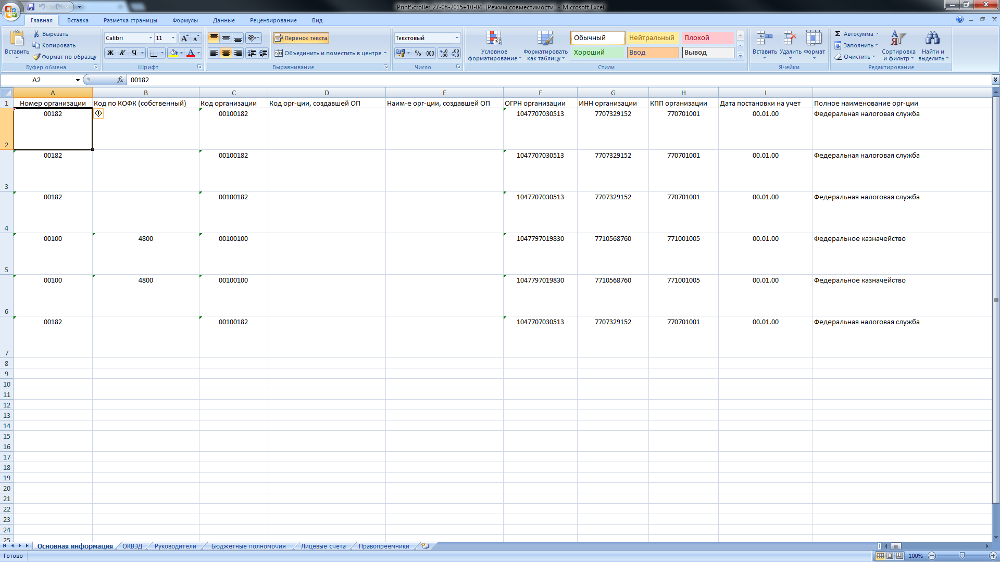 PrintScroller_27-08-2015+10-04 [Режим совместимости] - Microsoft Excel
Главная Вставка Разметка страницы Формулы Данные Рецензирование Вид
Вставить
Вырезать
Копировать
Формат по образцу
Буфер обмена
Calibri 11
Ж К Ч А
Шрифт
Перенос текста
Объединить и поместить в центре
Выравнивание
Текстовый
% 000
Число
Условное форматирование
Форматировать как таблицу
Обычный Нейтральный Плохой
Хороший Ввод Вывод
Стили
Вставить Удалить Формат
Ячейки
Σ Автосумма
Заполнить
Очистить
Сортировка и фильтр
Найти и выделить
Редактирование
A2 fx 00182
A B C D E F G H I
1 Номер организации Код по КОФК (собственный) Код организации Код орг-ции, создавшей ОП Наим-е орг-ции, создавшей ОП ОГРН организации ИНН организации КПП организации Дата постановки на учет Полное наименование орг-ции
2 00182 00100182 1047707030513 7707329152 770701001 00.01.00 Федеральная налоговая служба
3 00182 00100182 1047707030513 7707329152 770701001 00.01.00 Федеральная налоговая служба
4 00182 00100182 1047707030513 7707329152 770701001 00.01.00 Федеральная налоговая служба
5 00100 4800 00100100 1047797019830 7710568760 771001005 00.01.00 Федеральное казначейство
6 00100 4800 00100100 1047797019830 7710568760 771001005 00.01.00 Федеральное казначейство
7 00182 00100182 1047707030513 7707329152 770701001 00.01.00 Федеральная налоговая служба
8
9
10
11
12
13
14
15
16
17
18
19
20
21
22
23
24
25
Основная информация ОКВЭД Руководители Бюджетные полномочия Лицевые счета Правопреемники
Готово 100%